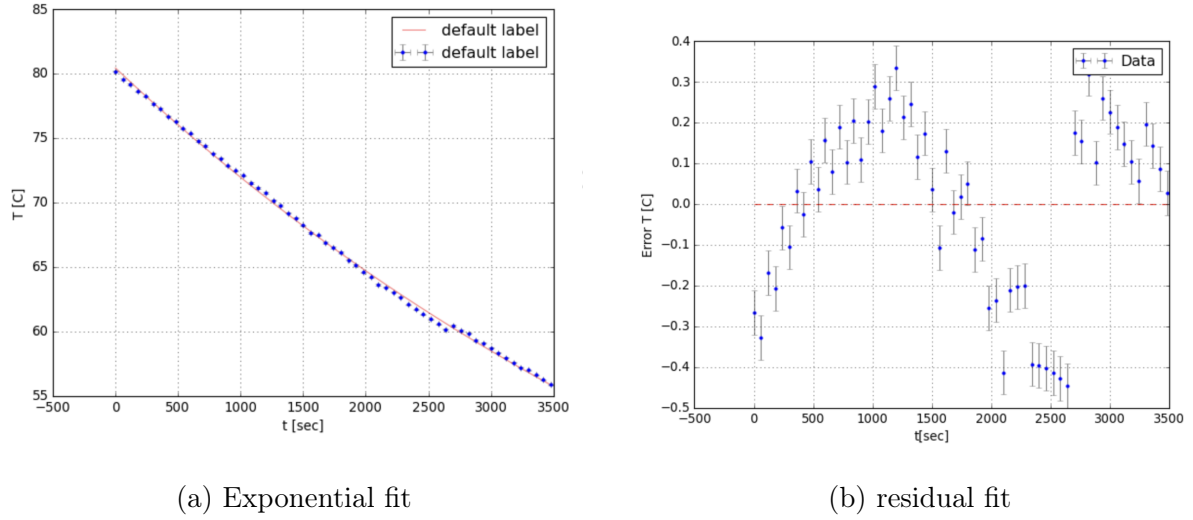 85
80
75
70
65
60
55
T [C]
default label
default label
−500 0 500 1000 1500 2000 2500 3000 3500
t [sec]
(a) Exponential fit
0.4
0.3
0.2
0.1
0.0
−0.1
−0.2
−0.3
−0.4
−0.5
Error T [C]
Data
−500 0 500 1000 1500 2000 2500 3000 3500
t[sec]
(b) residual fit